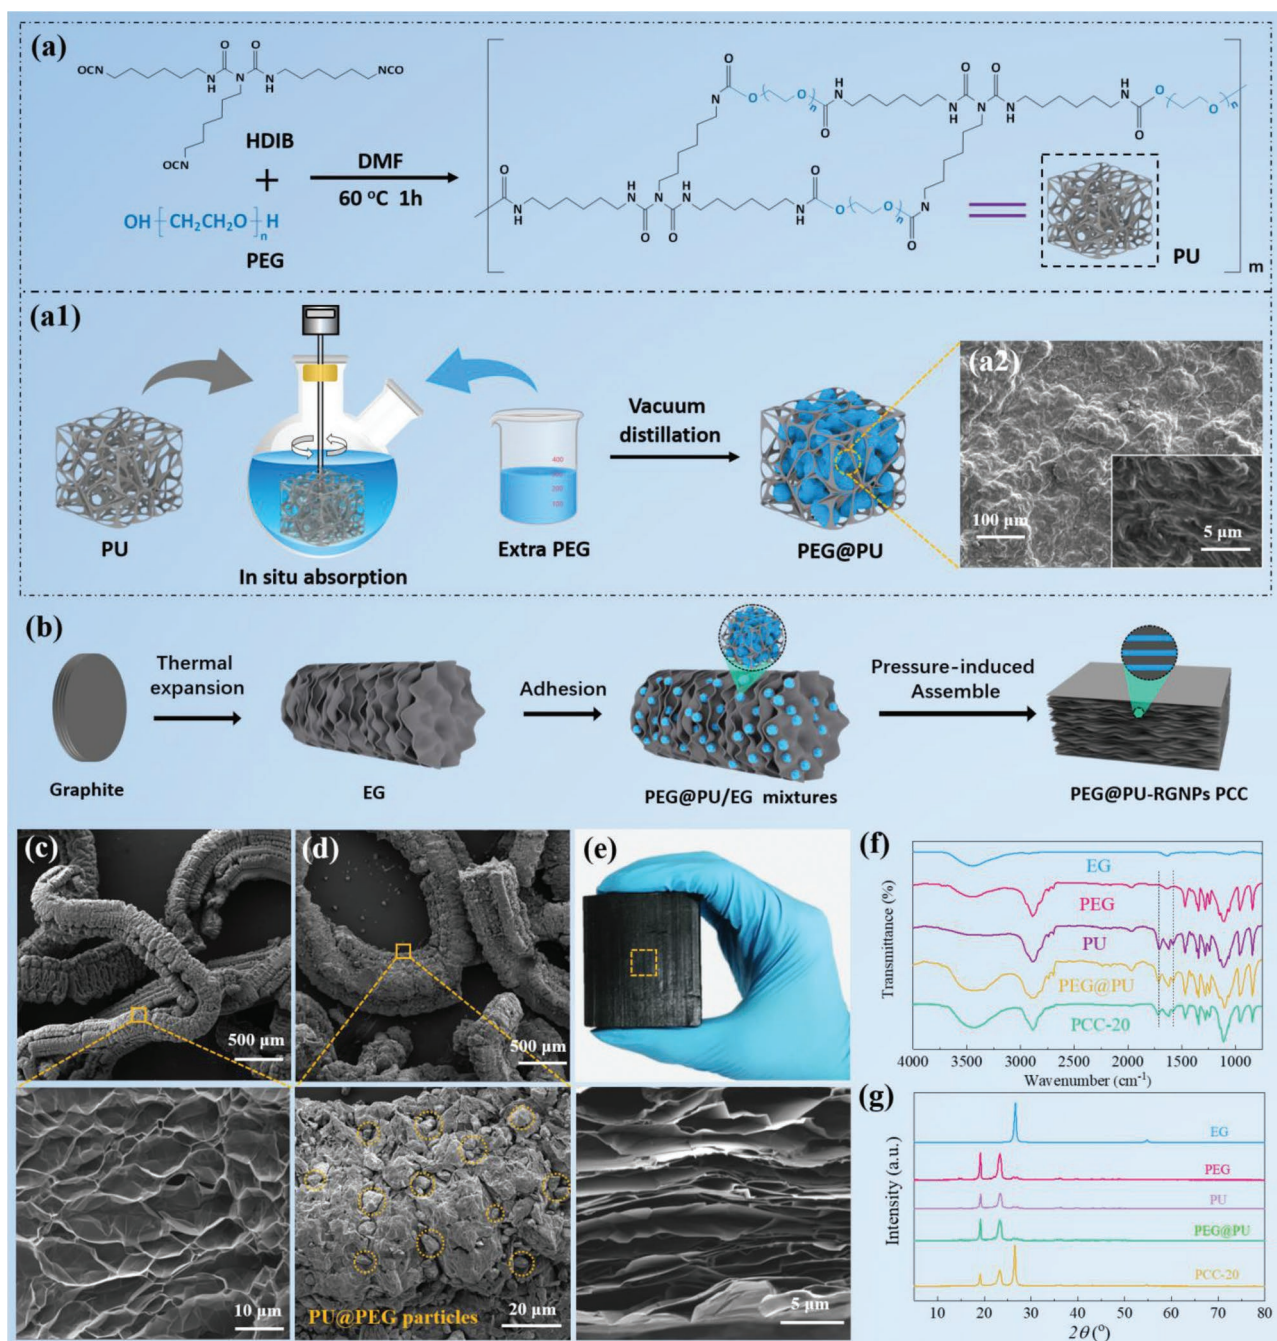 (a)
O O
OCN N H N N H NCO
OCN
HDIB
+
OH-[CH₂CH₂O]-H
n
PEG
DMF
60 °C 1h
O H O O H
N O O n N N N N N O O n
H O H H O
O O H
N N N N N O O n N
H H H O
O O O
PU
m
(a1)
PU
In situ absorption
400
300
200
100
Extra PEG
Vacuum
distillation
PEG@PU
(a2)
100 μm
5 μm
(b)
Graphite
Thermal
expansion
EG
Adhesion
PEG@PU/EG mixtures
Pressure-induced
Assemble
PEG@PU-RGNPs PCC
(c)
500 μm
10 μm
(d)
500 μm
PU@PEG particles
20 μm
(e)
5 μm
(f)
Transmittance (%)
EG
PEG
PU
PEG@PU
PCC-20
4000 3000 2000 1500 1000
Wavenumber (cm⁻¹)
(g)
Intensity (a.u.)
EG
PEG
PU
PEG@PU
PCC-20
10 20 30 40 50 60 70 80
2θ (°)